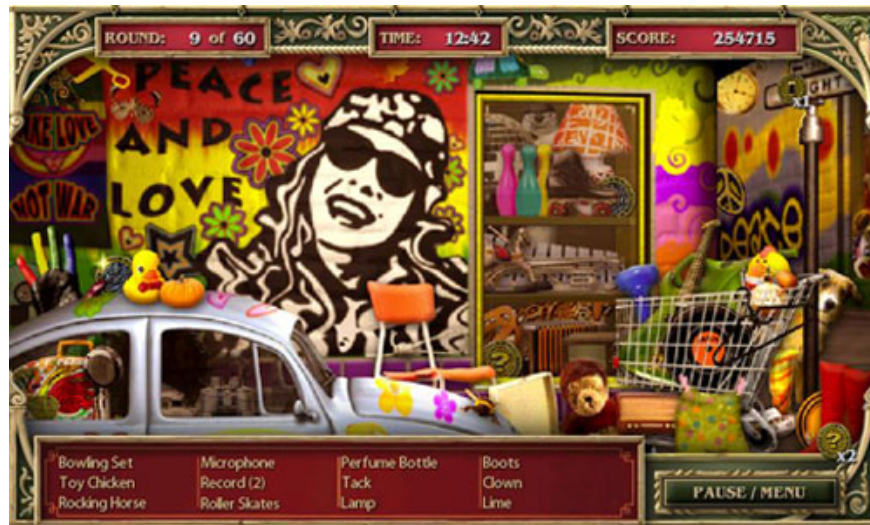 ROUND: 9 of 60
TIME: 12:42
SCORE: 254715
PEACE
AND
LOVE
MAKE LOVE
NOT WAR
x1
PEACE
x2
Bowling Set
Microphone
Perfume Bottle
Boots
Toy Chicken
Record (2)
Tack
Clown
Rocking Horse
Roller Skates
Lamp
Lime
PAUSE / MENU